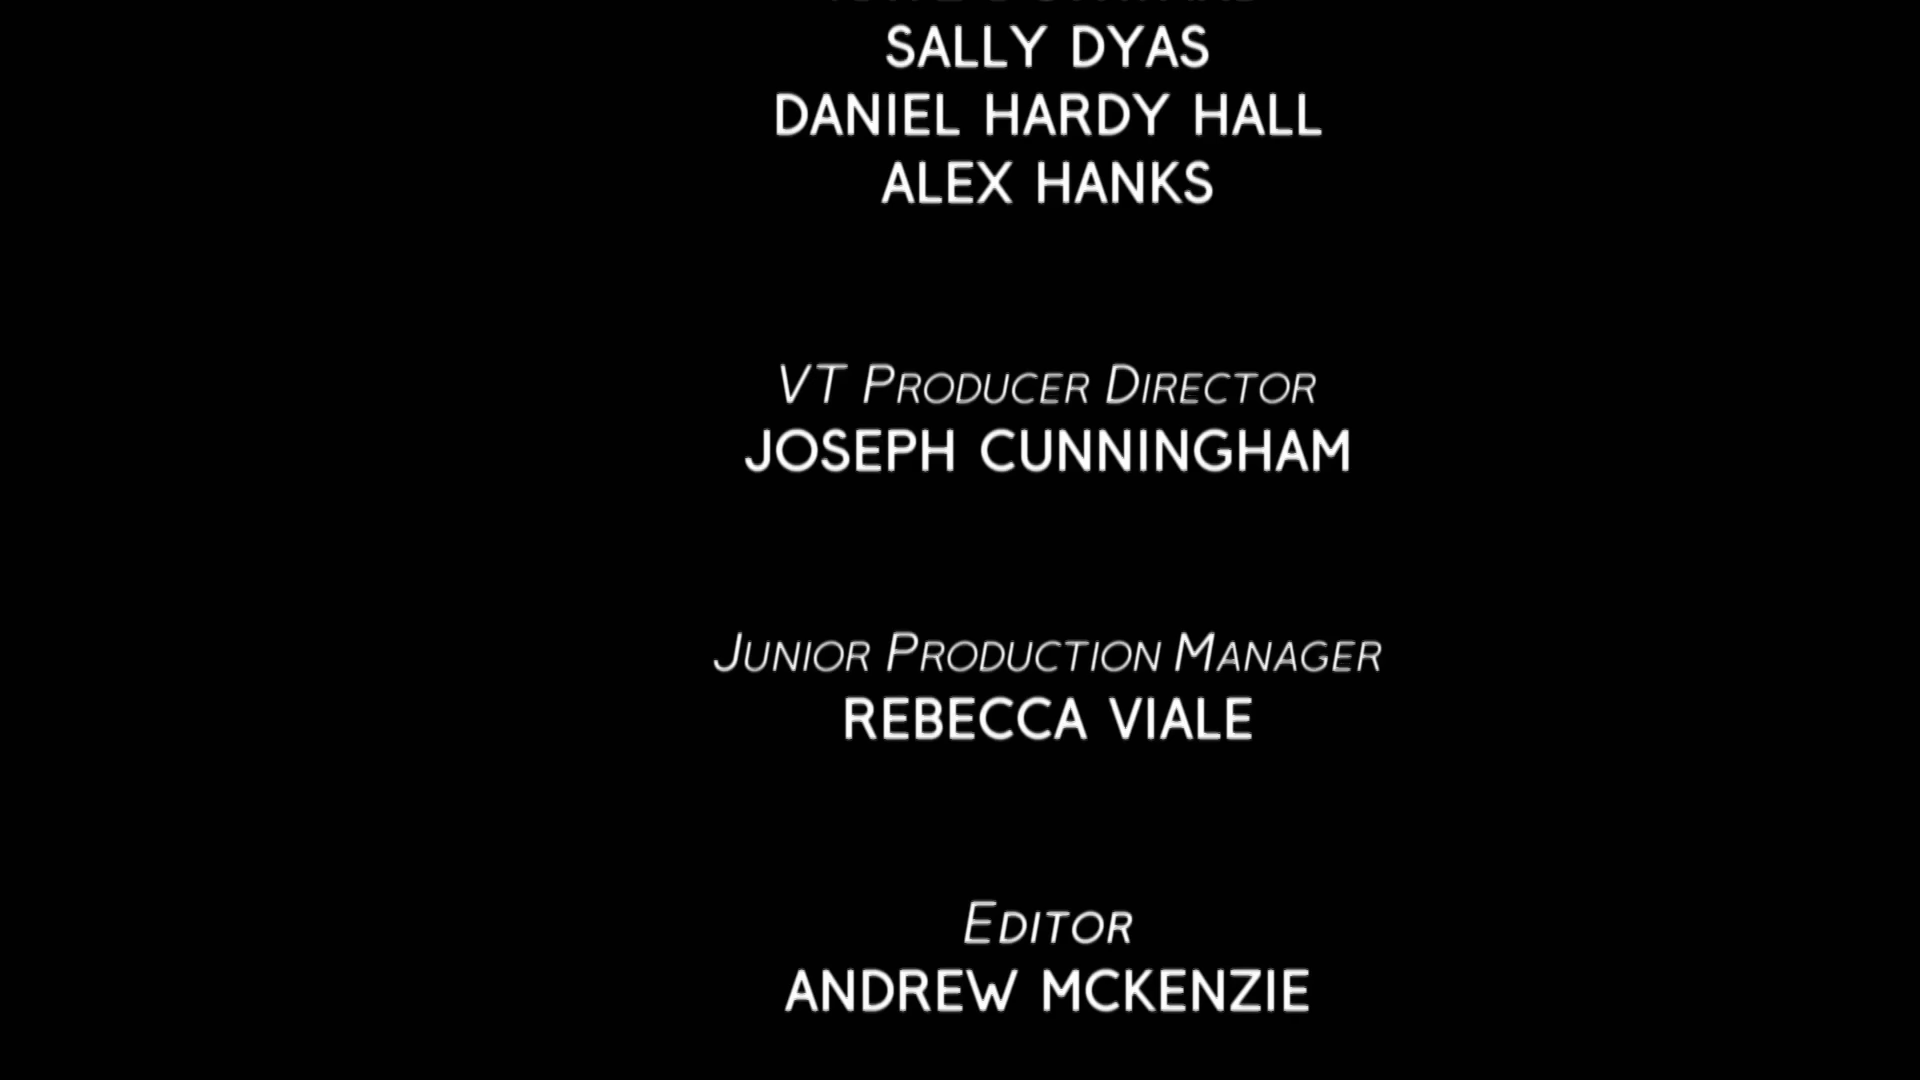 SALLY DYAS
DANIEL HARDY HALL
ALEX HANKS
VT PRODUCER DIRECTOR
JOSEPH CUNNINGHAM
JUNIOR PRODUCTION MANAGER
REBECCA VIALE
EDITOR
ANDREW MCKENZIE